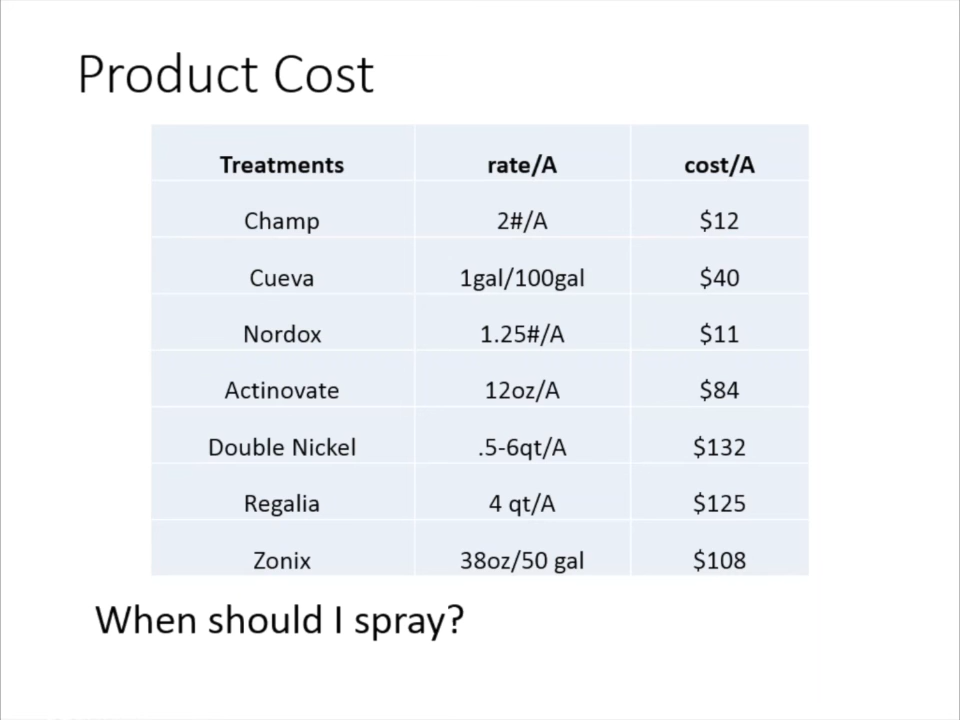 Product Cost
Treatments rate/A cost/A
Champ 2#/A $12
Cueva 1gal/100gal $40
Nordox 1.25#/A $11
Actinovate 12oz/A $84
Double Nickel .5-6qt/A $132
Regalia 4 qt/A $125
Zonix 38oz/50 gal $108
When should I spray?